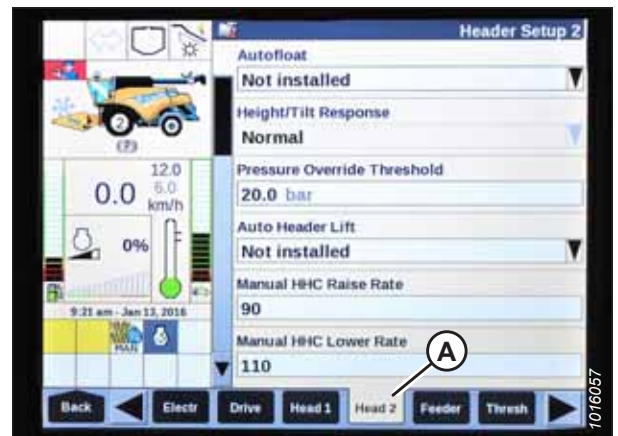 Header Setup 2
Autofloat
Not installed
Height/Tilt Response
Normal
Pressure Override Threshold
20.0 bar
Auto Header Lift
Not installed
Manual HHC Raise Rate
90
Manual HHC Lower Rate
110
2
(P)
12.0
0.0 6.0
km/h
0%
9:21 am - Jan 13, 2016
MAN
A
Back Electr Drive Head 1 Head 2 Feeder Thresh
1016057